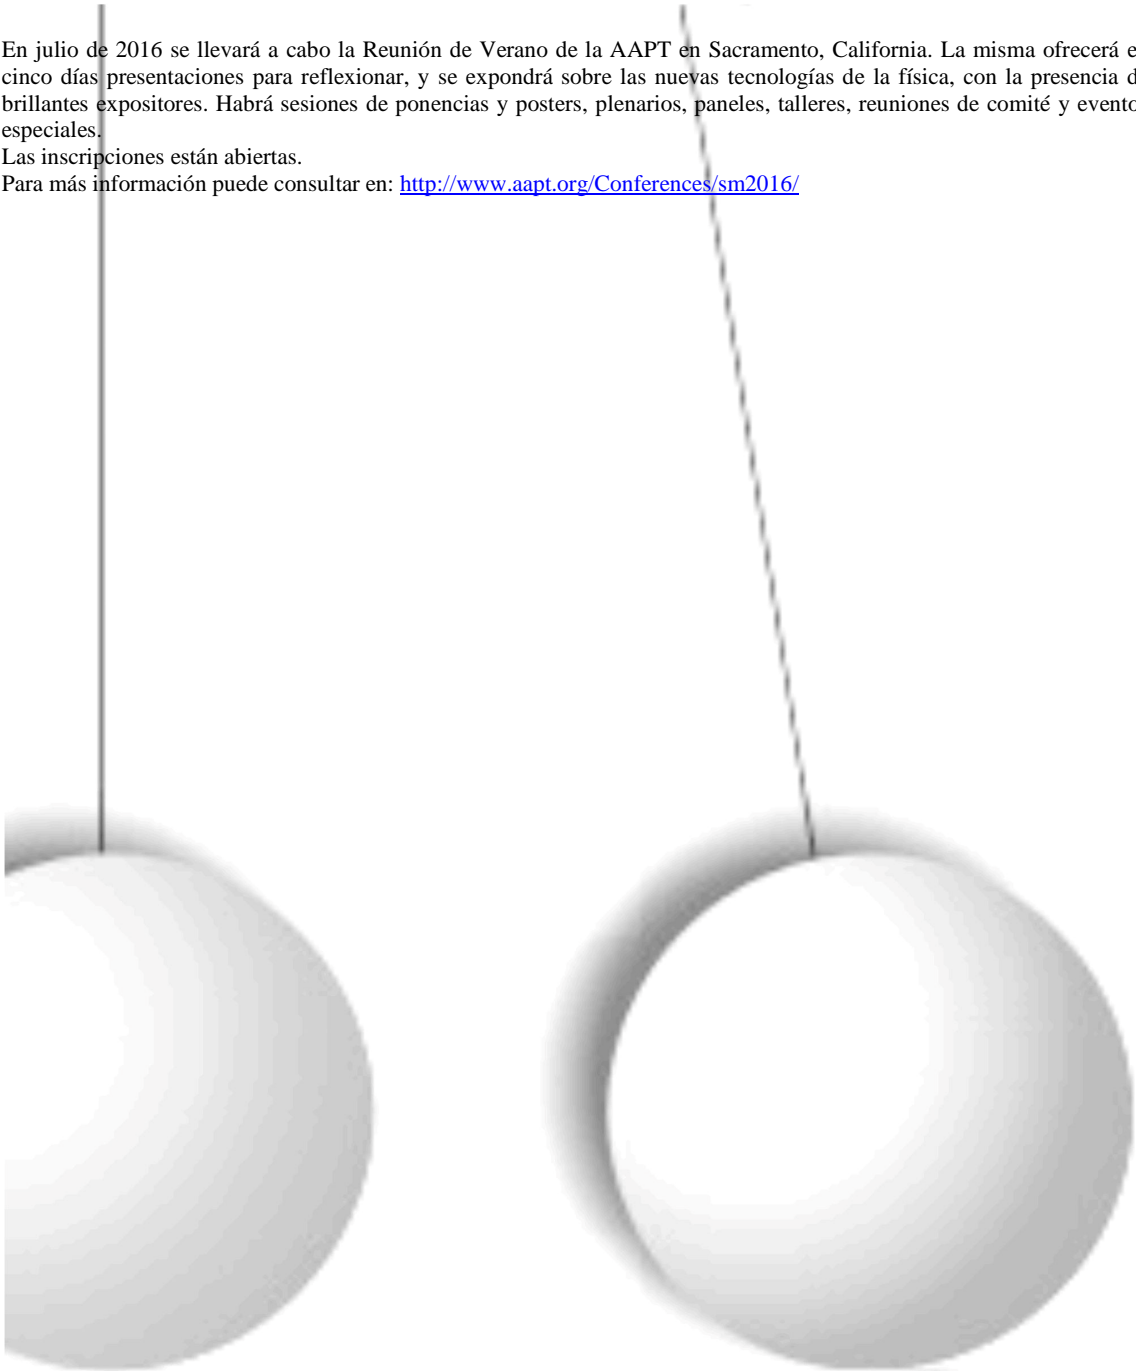 En julio de 2016 se llevará a cabo la Reunión de Verano de la AAPT en Sacramento, California. La misma ofrecerá e
cinco días presentaciones para reflexionar, y se expondrá sobre las nuevas tecnologías de la física, con la presencia d
brillantes expositores. Habrá sesiones de ponencias y posters, plenarios, paneles, talleres, reuniones de comité y evento
especiales.
Las inscripciones están abiertas.
Para más información puede consultar en: http://www.aapt.org/Conferences/sm2016/